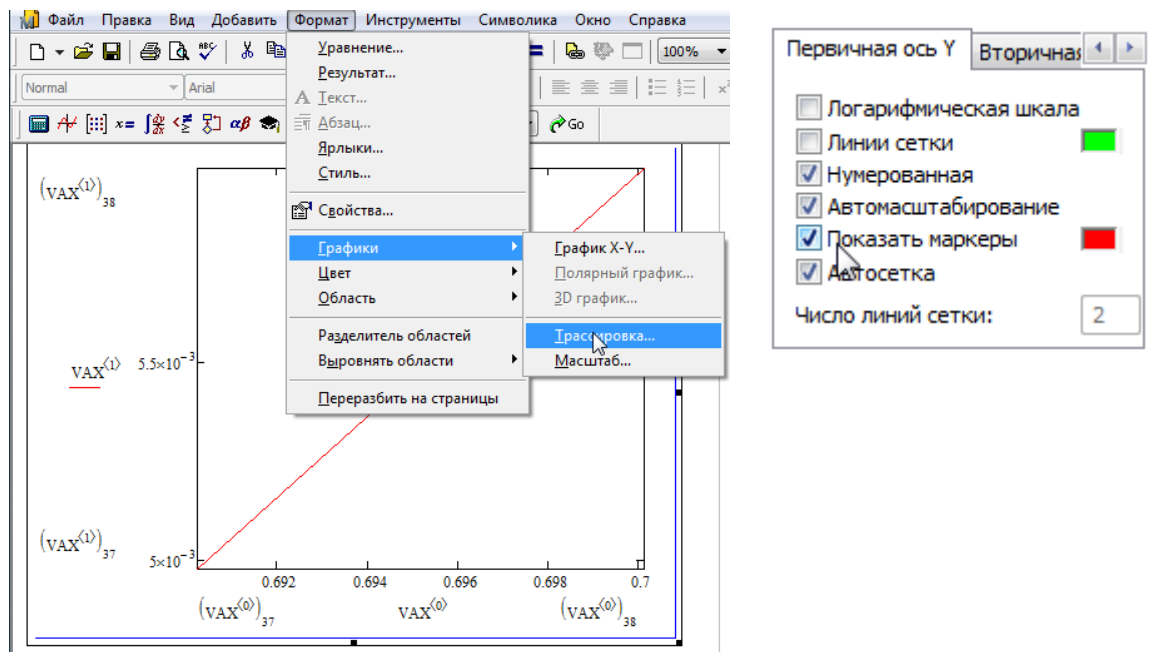 Файл Правка Вид Добавить Формат Инструменты Символика Окно Справка
100%
Normal Arial
αβ Go
Уравнение...
Результат...
Текст...
Абзац...
Ярлыки...
Стиль...
Свойства...
Графики
Цвет
Область
Разделитель областей
Выровнять области
Переразбить на страницы
График X-Y...
Полярный график...
3D график...
Трассировка...
Масштаб...
(VAX⟨1⟩)38
VAX⟨1⟩ 5.5×10⁻³
(VAX⟨1⟩)37
5×10⁻³
0.692 0.694 0.696 0.698 0.7
(VAX⟨0⟩)37 VAX⟨0⟩ (VAX⟨0⟩)38
Первичная ось Y Вторичная
Логарифмическая шкала
Линии сетки
Нумерованная
Автомасштабирование
Показать маркеры
Автосетка
Число линий сетки: 2